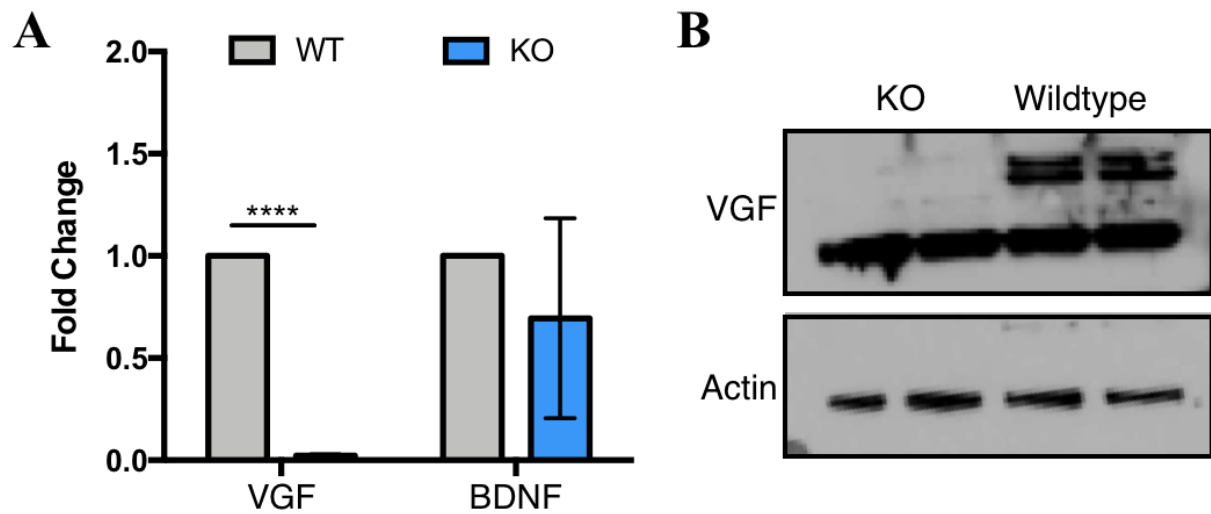 A
WT
KO
2.0
1.5
1.0
0.5
0.0
Fold Change
****
VGF
BDNF
B
KO Wildtype
VGF
Actin